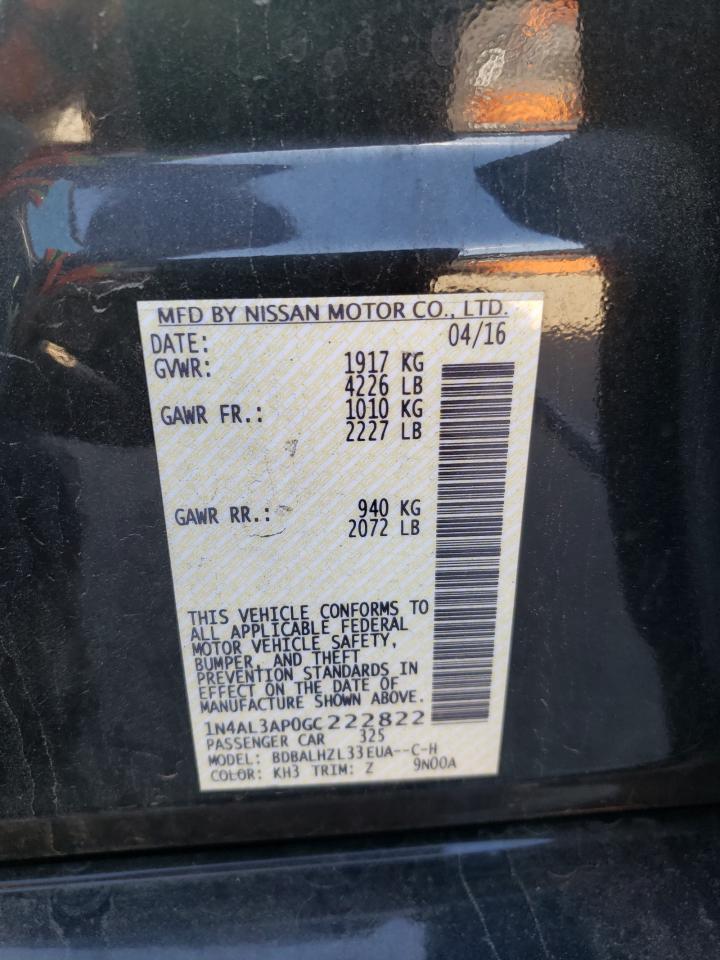 MFD BY NISSAN MOTOR CO., LTD.
DATE: 04/16
GVWR: 1917 KG
4226 LB
GAWR FR.: 1010 KG
2227 LB
GAWR RR.: 940 KG
2072 LB
THIS VEHICLE CONFORMS TO
ALL APPLICABLE FEDERAL
MOTOR VEHICLE SAFETY,
BUMPER, AND THEFT
PREVENTION STANDARDS IN
EFFECT ON THE DATE OF
MANUFACTURE SHOWN ABOVE.
1N4AL3AP0GC222822
PASSENGER CAR 325
MODEL: BDBALHZL33EUA--C-H
COLOR: KH3 TRIM: Z 9N00A